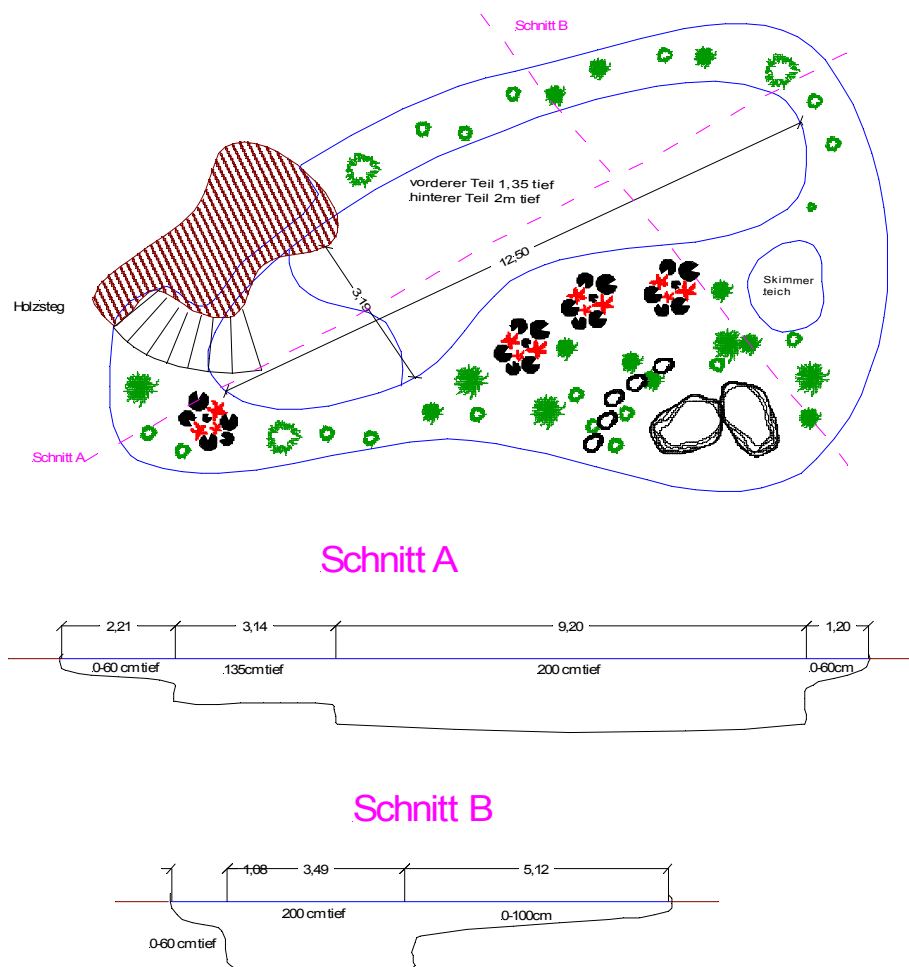 Schnitt B
vorderer Teil 1,35 tief
hinterer Teil 2m tief
12,50
3,19
Skimmer
teich
Holzsteg
Schnitt A
Schnitt A
2,21 3,14 9,20 1,20
0-60 cm tief 135cm tief 200 cm tief 0-60cm
Schnitt B
1,08 3,49 5,12
200 cm tief 0-100cm
0-60 cm tief